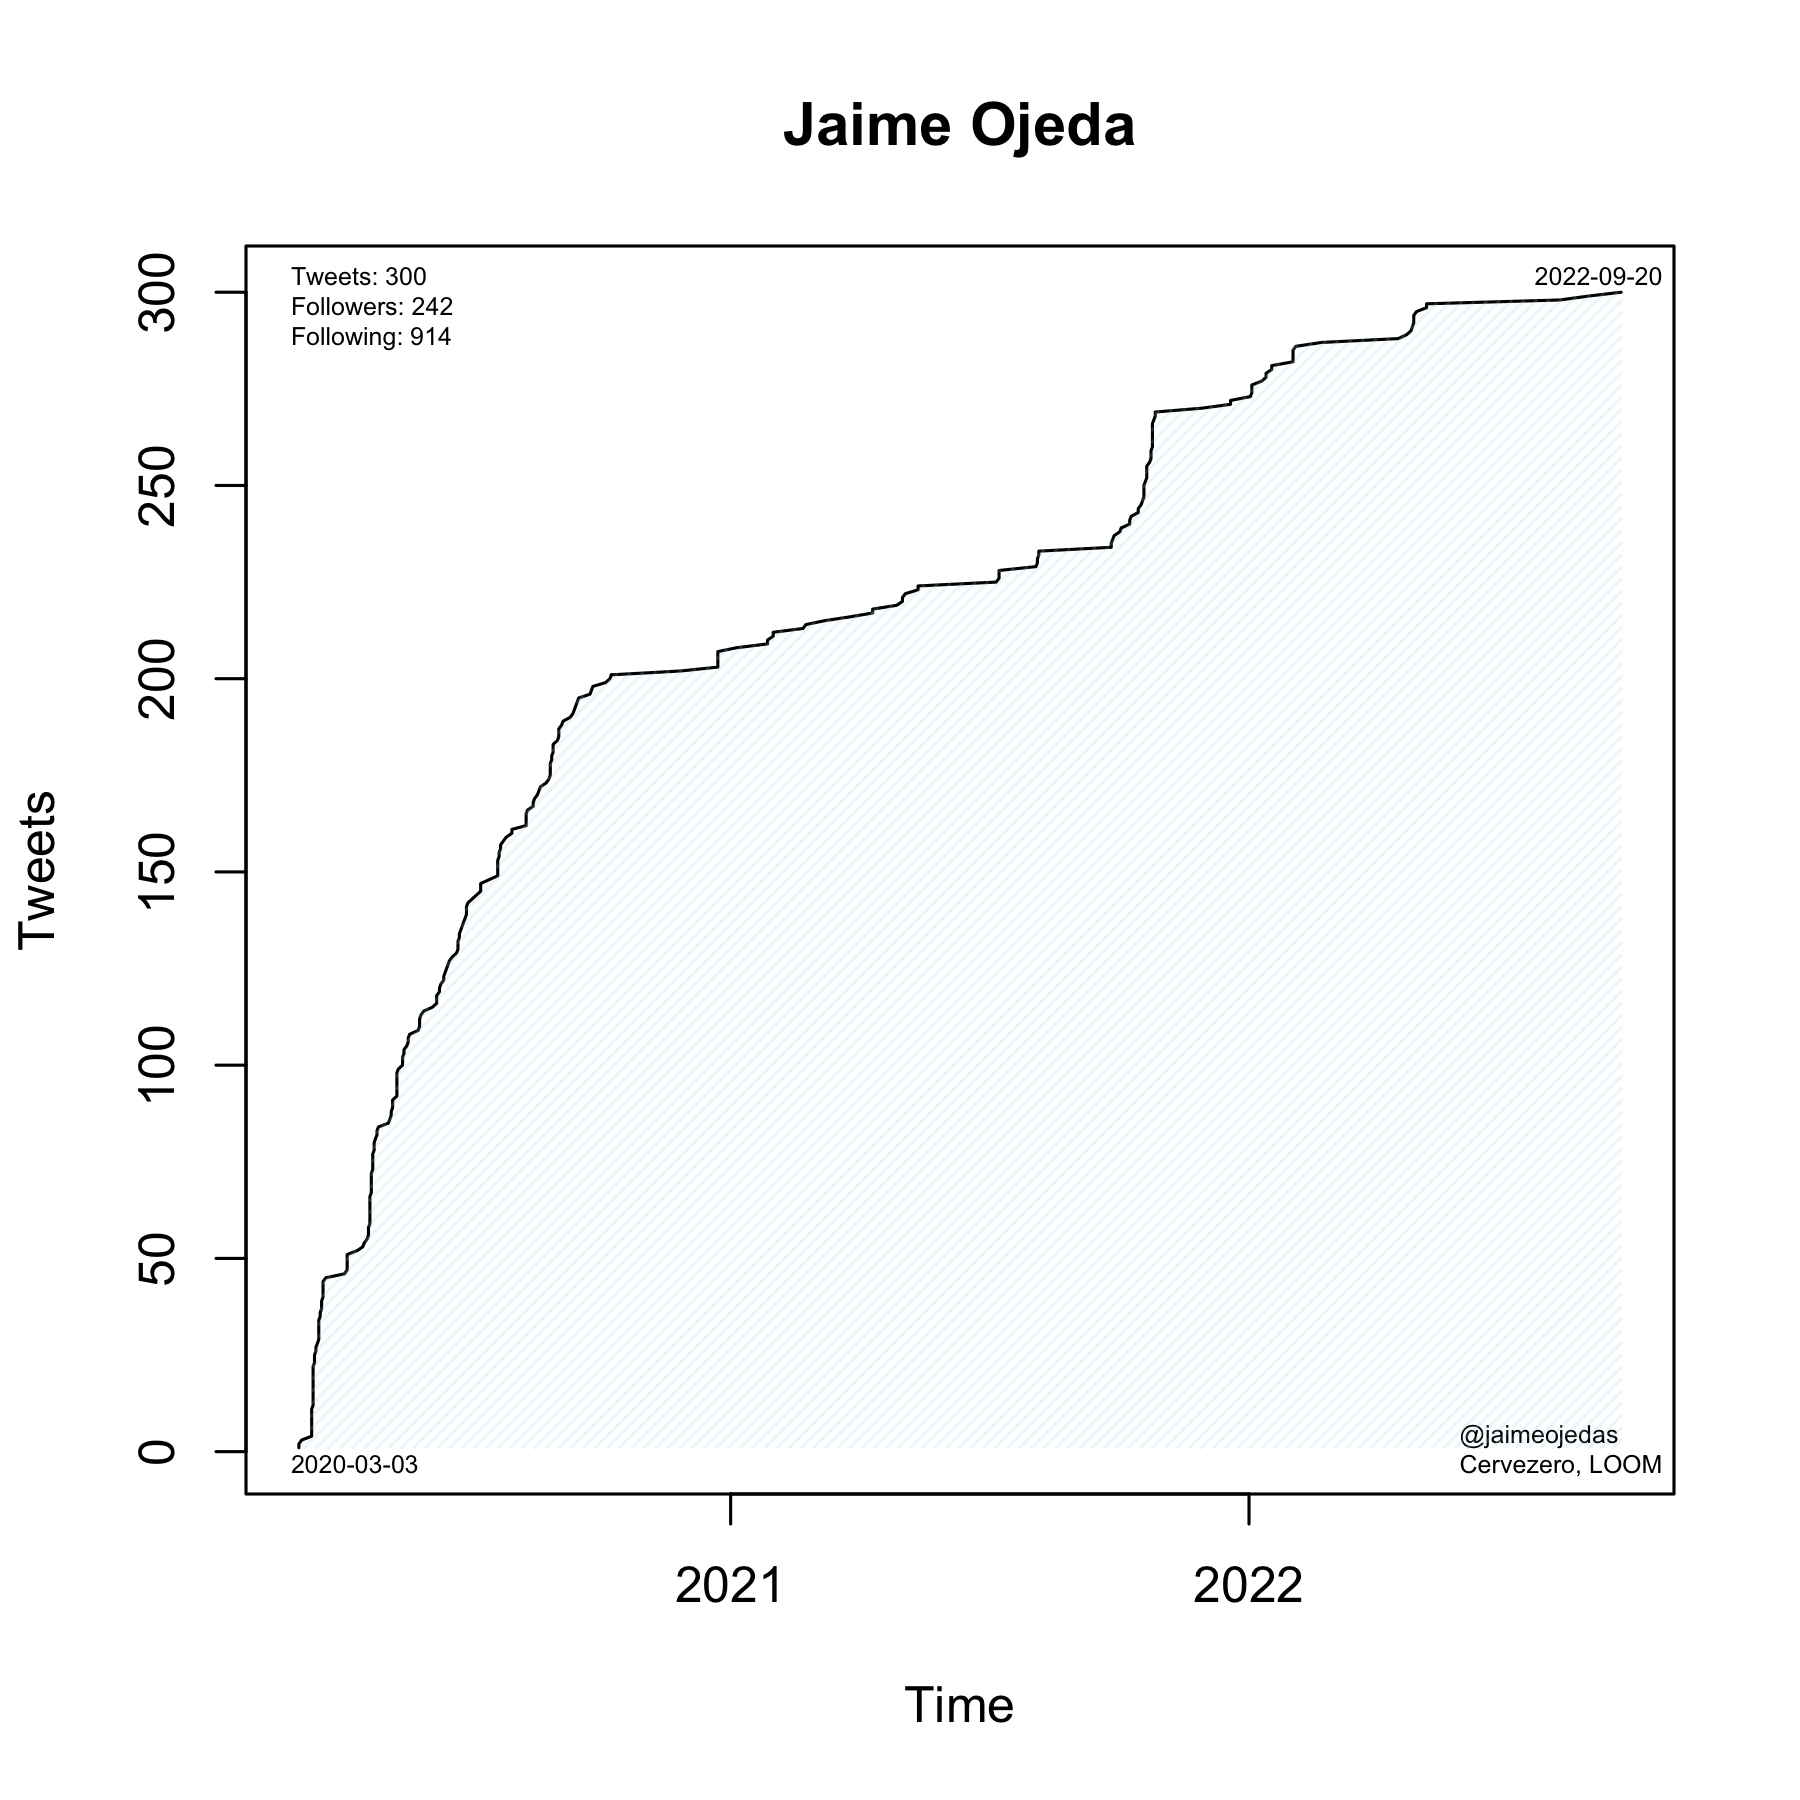 Jaime Ojeda
Tweets: 300
Followers: 242
Following: 914
2022-09-20
300
250
200
150
100
50
0
Tweets
@jaimeojedas
Cervezero, LOOM
2020-03-03
2021
2022
Time